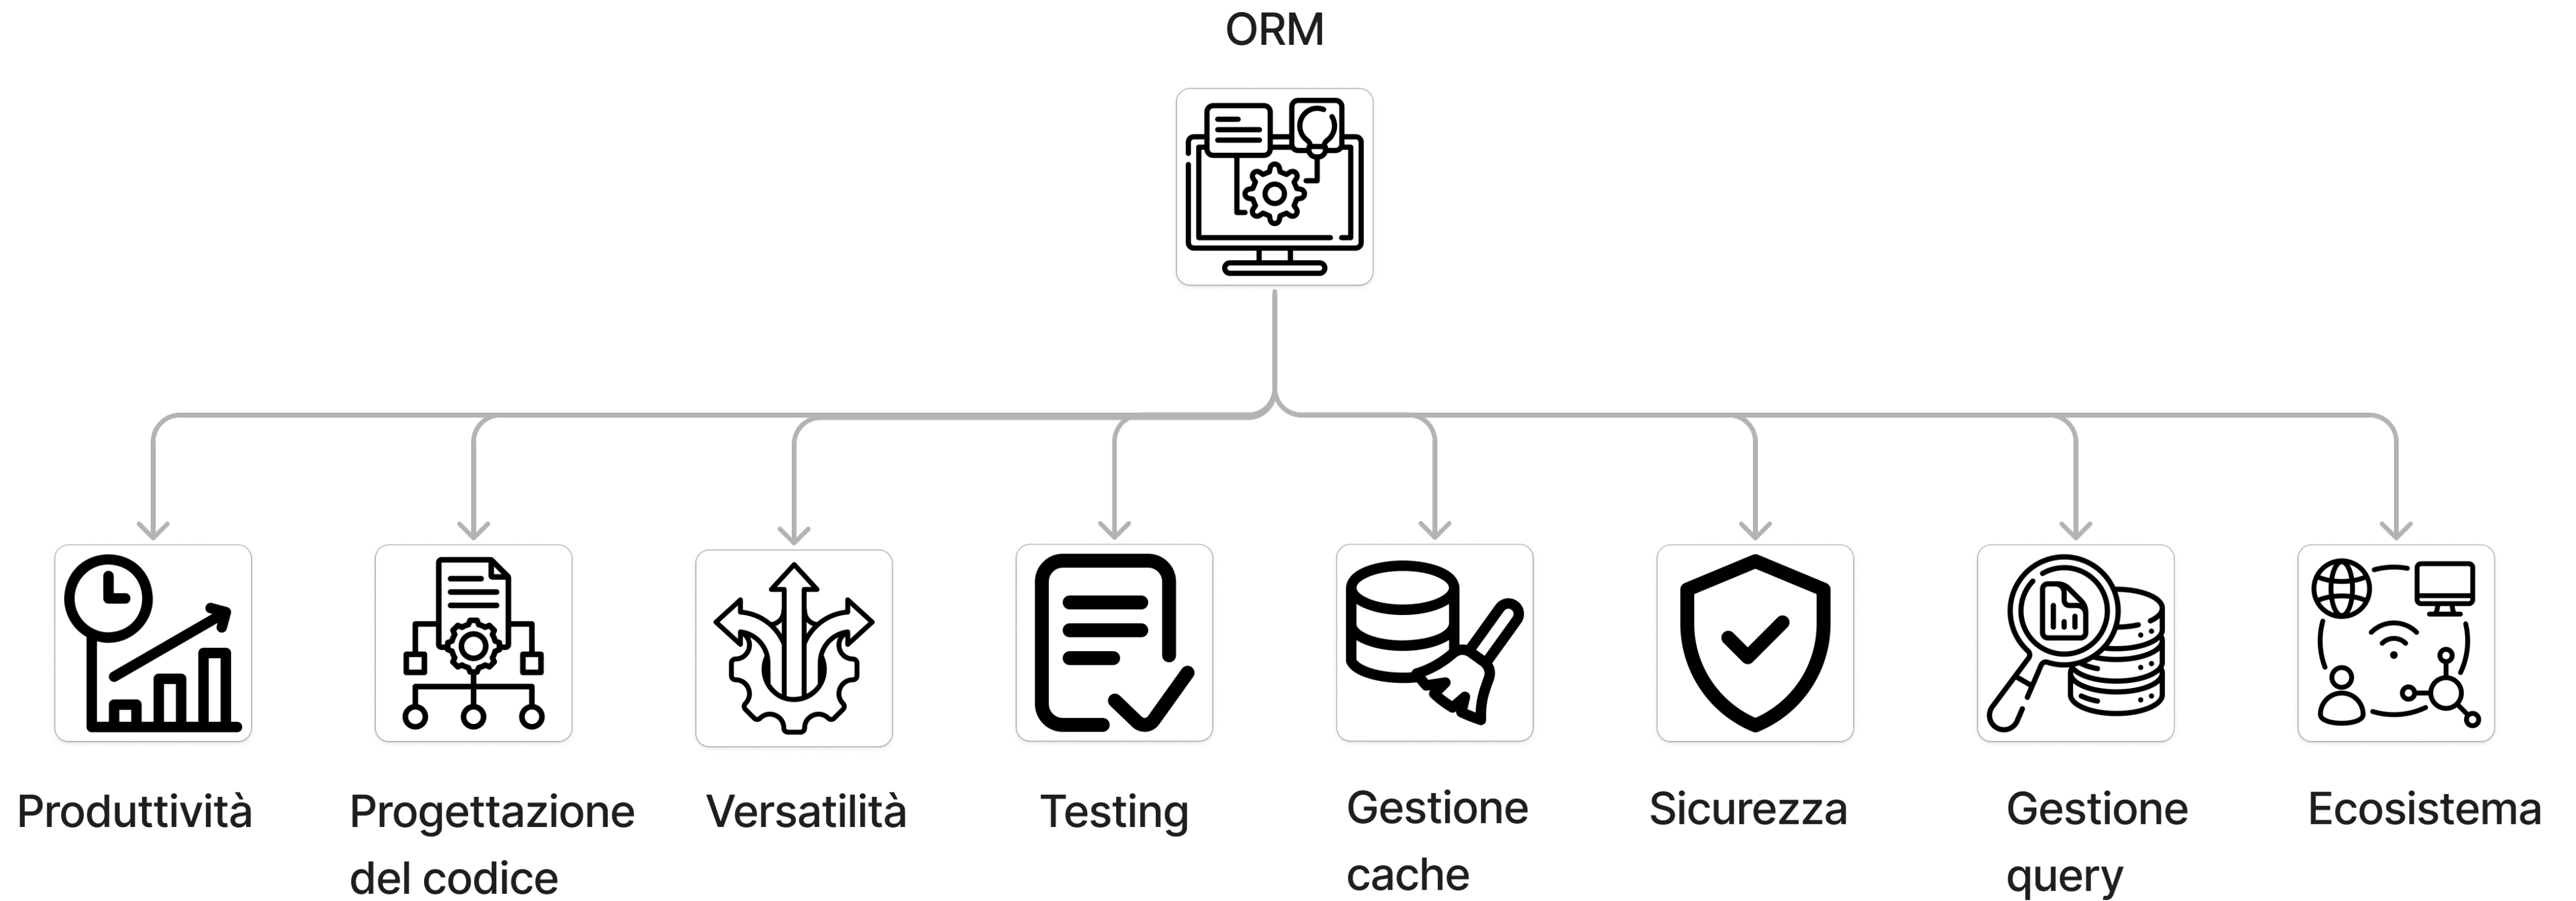 ORM
Produttività
Progettazione
del codice
Versatilità
Testing
Gestione
cache
Sicurezza
Gestione
query
Ecosistema